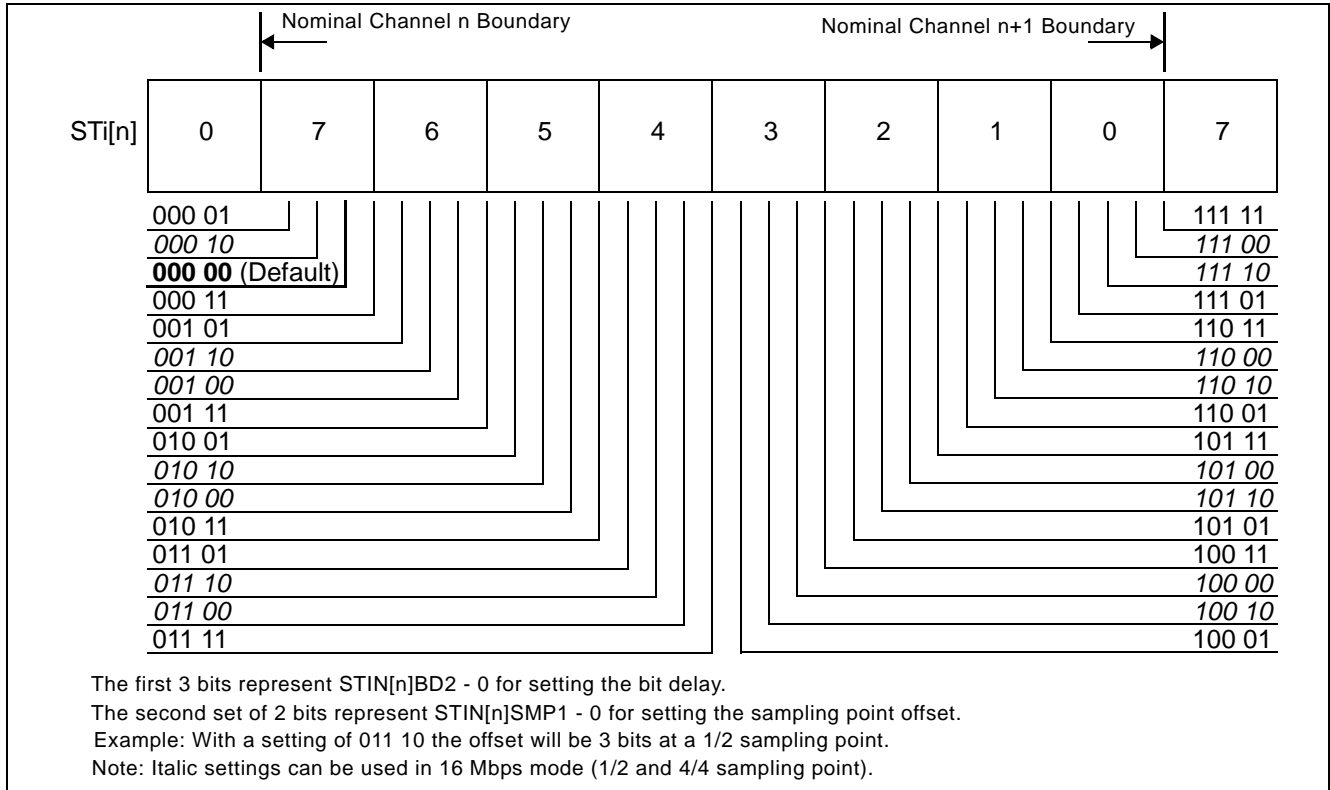 Nominal Channel n Boundary
Nominal Channel n+1 Boundary
STi[n] 0 7 6 5 4 3 2 1 0 7
000 01 111 11
000 10 111 00
000 00 (Default) 111 10
000 11 111 01
001 01 110 11
001 10 110 00
001 00 110 10
001 11 110 01
010 01 101 11
010 10 101 00
010 00 101 10
010 11 101 01
011 01 100 11
011 10 100 00
011 00 100 10
011 11 100 01
The first 3 bits represent STIN[n]BD2 - 0 for setting the bit delay.
The second set of 2 bits represent STIN[n]SMP1 - 0 for setting the sampling point offset.
Example: With a setting of 011 10 the offset will be 3 bits at a 1/2 sampling point.
Note: Italic settings can be used in 16 Mbps mode (1/2 and 4/4 sampling point).